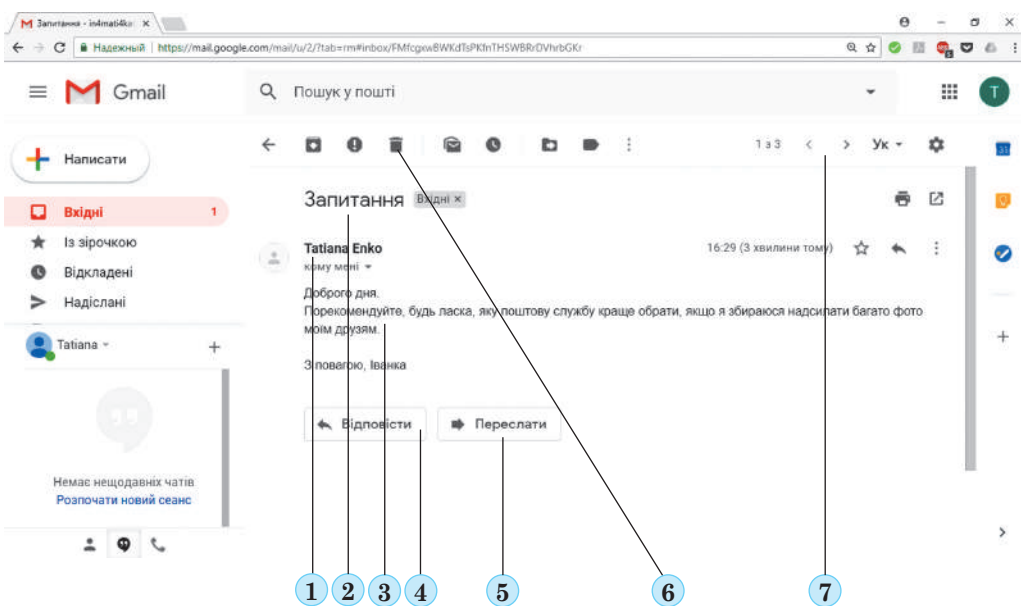 Запитання - in4mati4ka
Надежный | https://mail.google.com/mail/u/2/?tab=rm#inbox/FMfcgxwBWKdTsPKfnTHSWBRrDVhrbGKr
Gmail
Пошук у пошті
T
Написати
1 з 3
Ук
31
Запитання
Вхідні ×
Вхідні 1
Із зірочкою
Tatiana Enko
16:29 (3 хвилини тому)
кому мені
Відкладені
Надіслані
Доброго дня.
Порекомендуйте, будь ласка, яку поштову службу краще обрати, якщо я збираюся надсилати багато фото
моїм друзям.
Tatiana
З повагою, Іванка
Відповісти
Переслати
Немає нещодавніх чатів
Розпочати новий сеанс
1 2 3 4 5 6 7